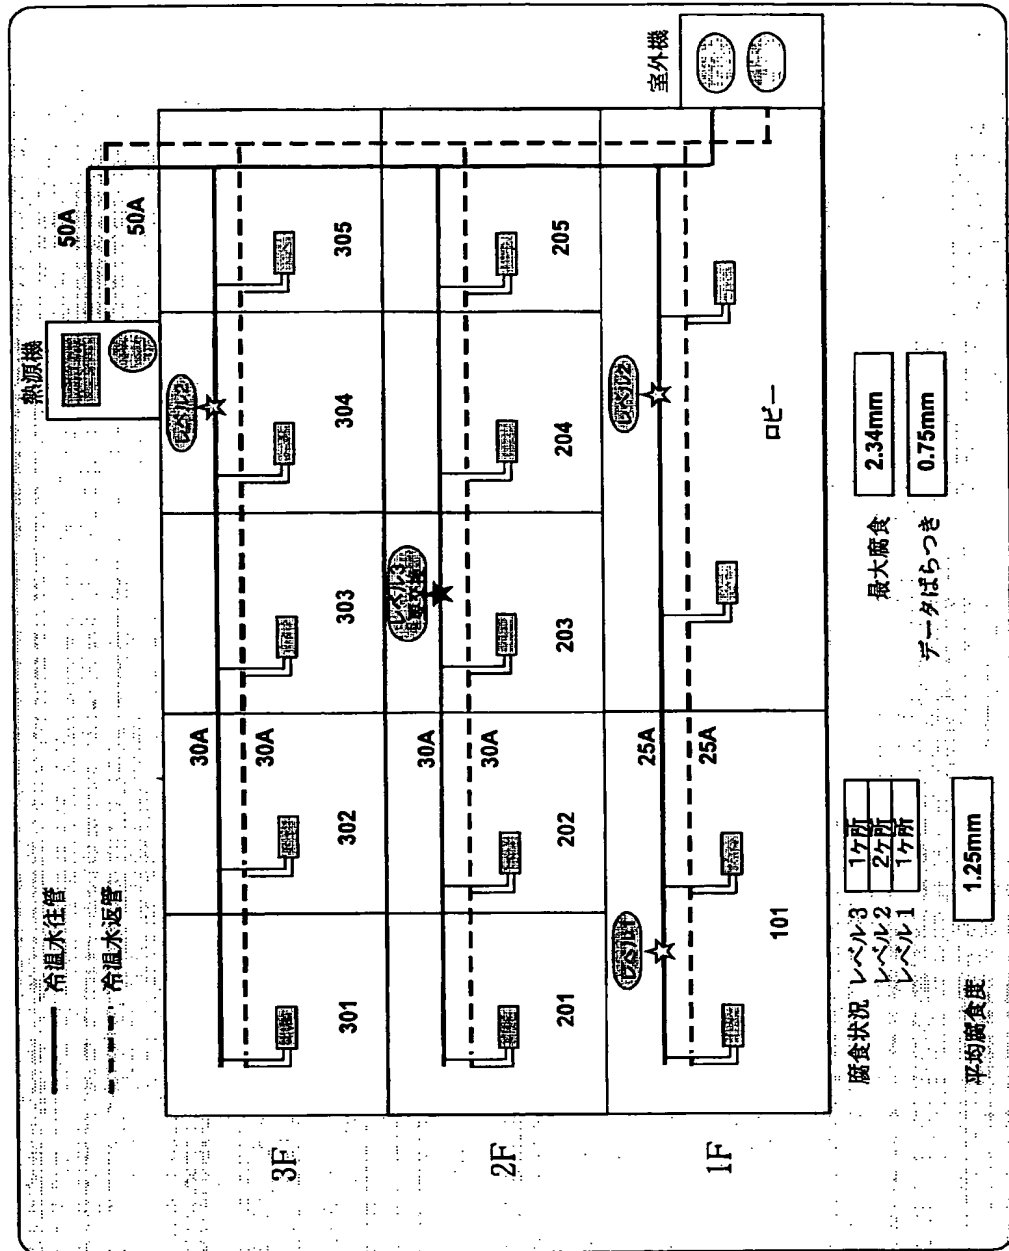 冷温水往管
冷温水返管
熱源機
50A
50A
室外機
3F
レベル2
30A
30A
301
302
303
304
305
2F
レベル3
要交換
30A
30A
201
202
203
204
205
1F
レベル1
レベル2
25A
25A
101
ロビー
腐食状況 レベル3 1ケ所
レベル2 2ケ所
レベル1 1ケ所
最大腐食 2.34mm
データばらつき 0.75mm
平均腐食度 1.25mm